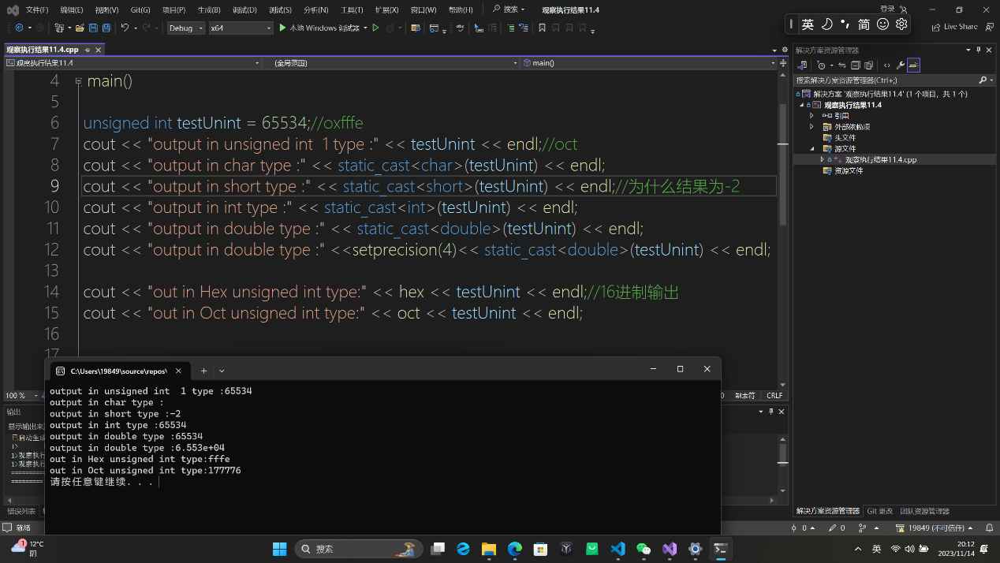 文件(F) 编辑(E) 视图(V) Git(G) 项目(P) 生成(B) 调试(D) 测试(S) 分析(N) 工具(T) 扩展(X) 窗口(W) 帮助(H) 搜索 观察执行结果11.4 登录
Debug x64 本地 Windows 调试器 Live Share
英 简
观察执行结果11.4.cpp
观察执行结果11.4 (全局范围) main()
4 main()
5
6 unsigned int testUnint = 65534;//oxfffe
7 cout << "output in unsigned int  1 type :" << testUnint << endl;//oct
8 cout << "output in char type :" << static_cast<char>(testUnint) << endl;
9 cout << "output in short type :" << static_cast<short>(testUnint) << endl;//为什么结果为-2
10 cout << "output in int type :" << static_cast<int>(testUnint) << endl;
11 cout << "output in double type :" << static_cast<double>(testUnint) << endl;
12 cout << "output in double type :" <<setprecision(4)<< static_cast<double>(testUnint) << endl;
13
14 cout << "out in Hex unsigned int type:" << hex << testUnint << endl;//16进制输出
15 cout << "out in Oct unsigned int type:" << oct << testUnint << endl;
16
17
100 %
制表符 CRLF
输出
显示输出来
已启动生成
1>
1>观察执行
1>观察执行
==========
=========
错误列表
C:\Users\19849\source\repos\
output in unsigned int  1 type :65534
output in char type :
output in short type :-2
output in int type :65534
output in double type :65534
output in double type :6.553e+04
out in Hex unsigned int type:fffe
out in Oct unsigned int type:177776
请按任意键继续. . .
解决方案资源管理器
搜索解决方案资源管理器(Ctrl+;)
解决方案 '观察执行结果11.4' (1 个项目，共 1 个)
观察执行结果11.4
引用
外部依赖项
头文件
源文件
观察执行结果11.4.cpp
资源文件
解决方案资源管理器 Git 更改 团队资源管理器
就绪 0 0 19849 (不可信任)
1 12°C
阴
搜索
英
20:12
2023/11/14